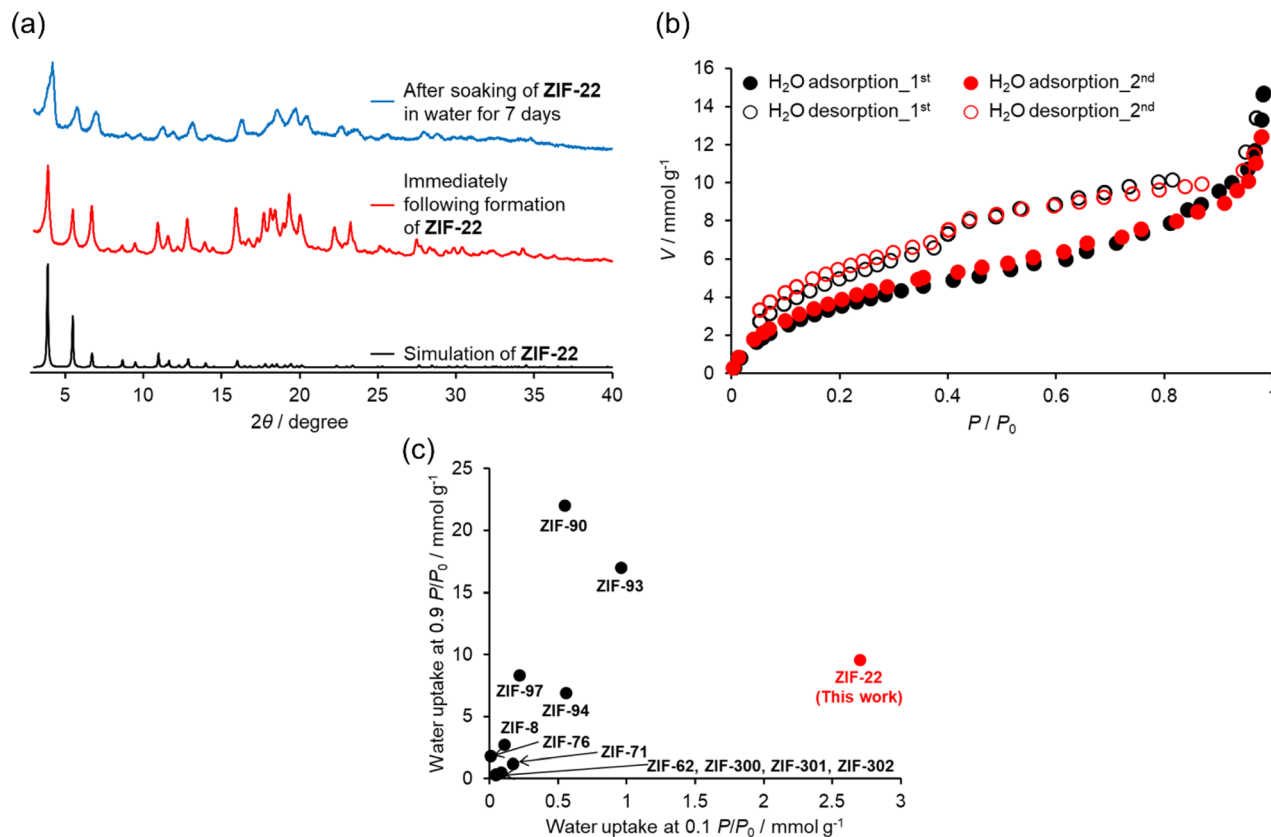 (a)
After soaking of ZIF-22
in water for 7 days
Immediately
following formation
of ZIF-22
Simulation of ZIF-22
5 10 15 20 25 30 35 40
2θ / degree
(b)
16
14
12
10
8
6
4
2
0
V / mmol g⁻¹
H₂O adsorption_1ˢᵗ
H₂O adsorption_2ⁿᵈ
H₂O desorption_1ˢᵗ
H₂O desorption_2ⁿᵈ
0 0.2 0.4 0.6 0.8 1
P / P₀
(c)
25
20
15
10
5
0
Water uptake at 0.9 P/P₀ / mmol g⁻¹
ZIF-90
ZIF-93
ZIF-22
(This work)
ZIF-97
ZIF-94
ZIF-8
ZIF-76
ZIF-71
ZIF-62, ZIF-300, ZIF-301, ZIF-302
0 0.5 1 1.5 2 2.5 3
Water uptake at 0.1 P/P₀ / mmol g⁻¹